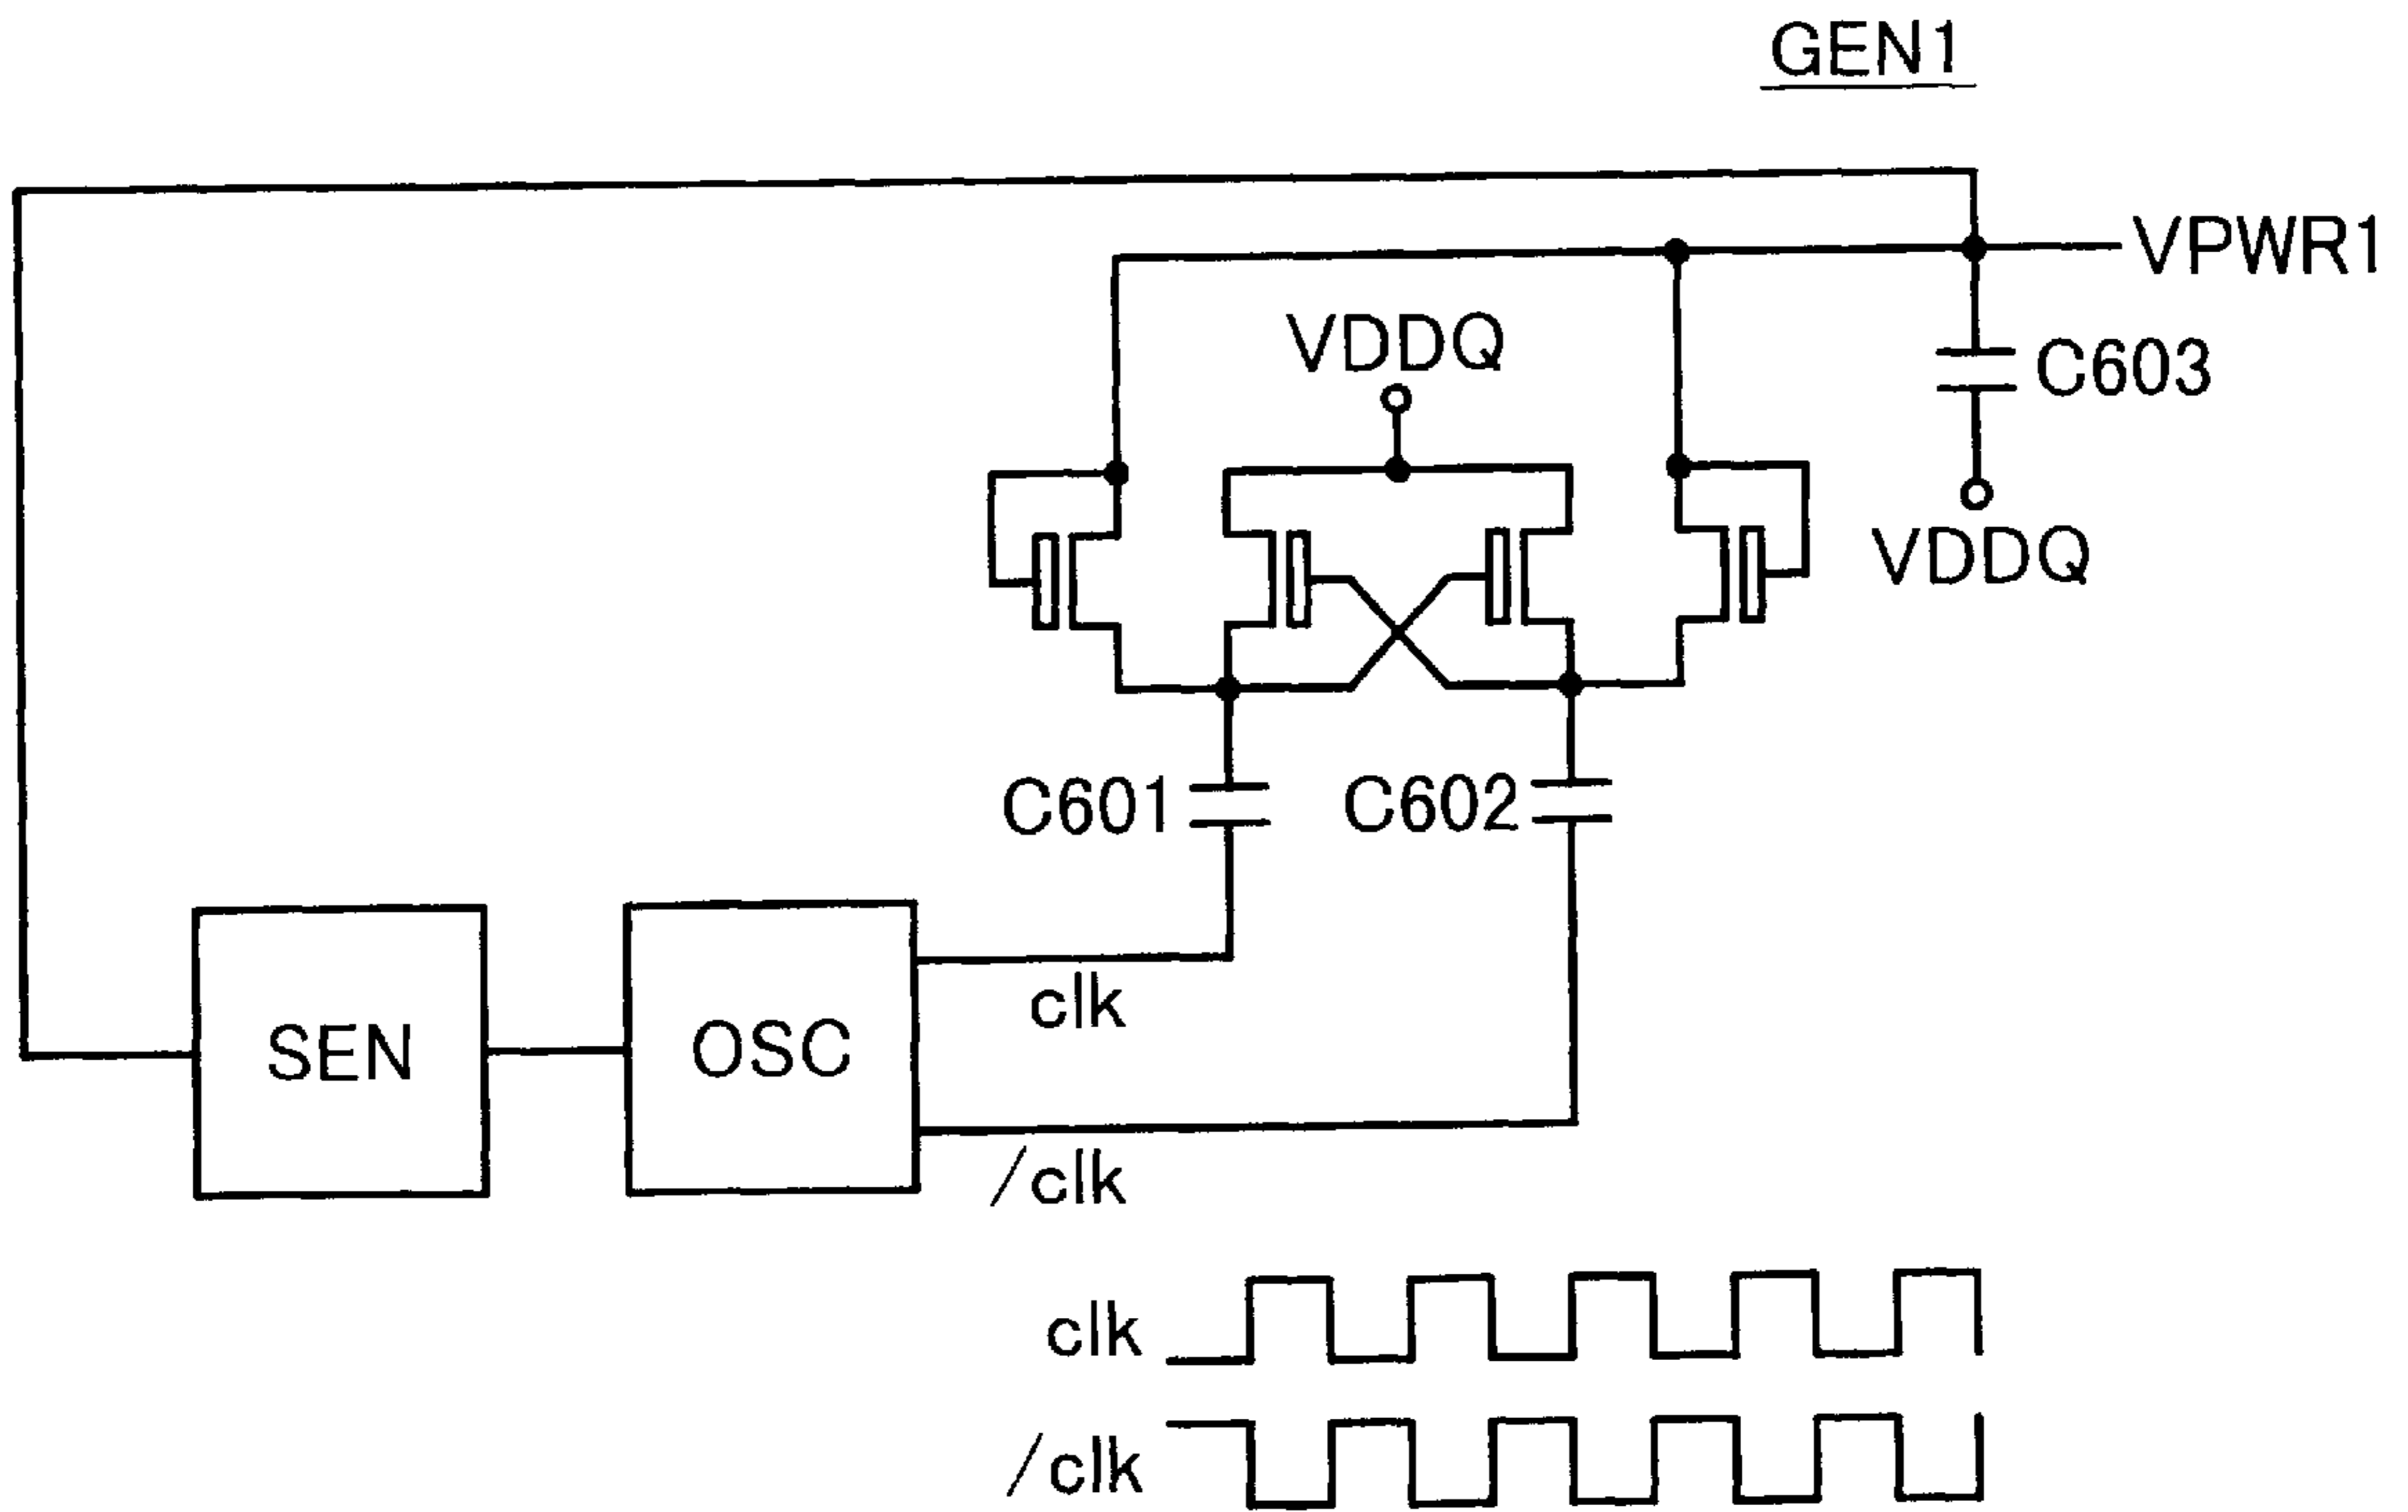 GEN1
VPWR1
VDDQ
C603
VDDQ
C601
C602
clk
SEN
OSC
/clk
clk
/clk